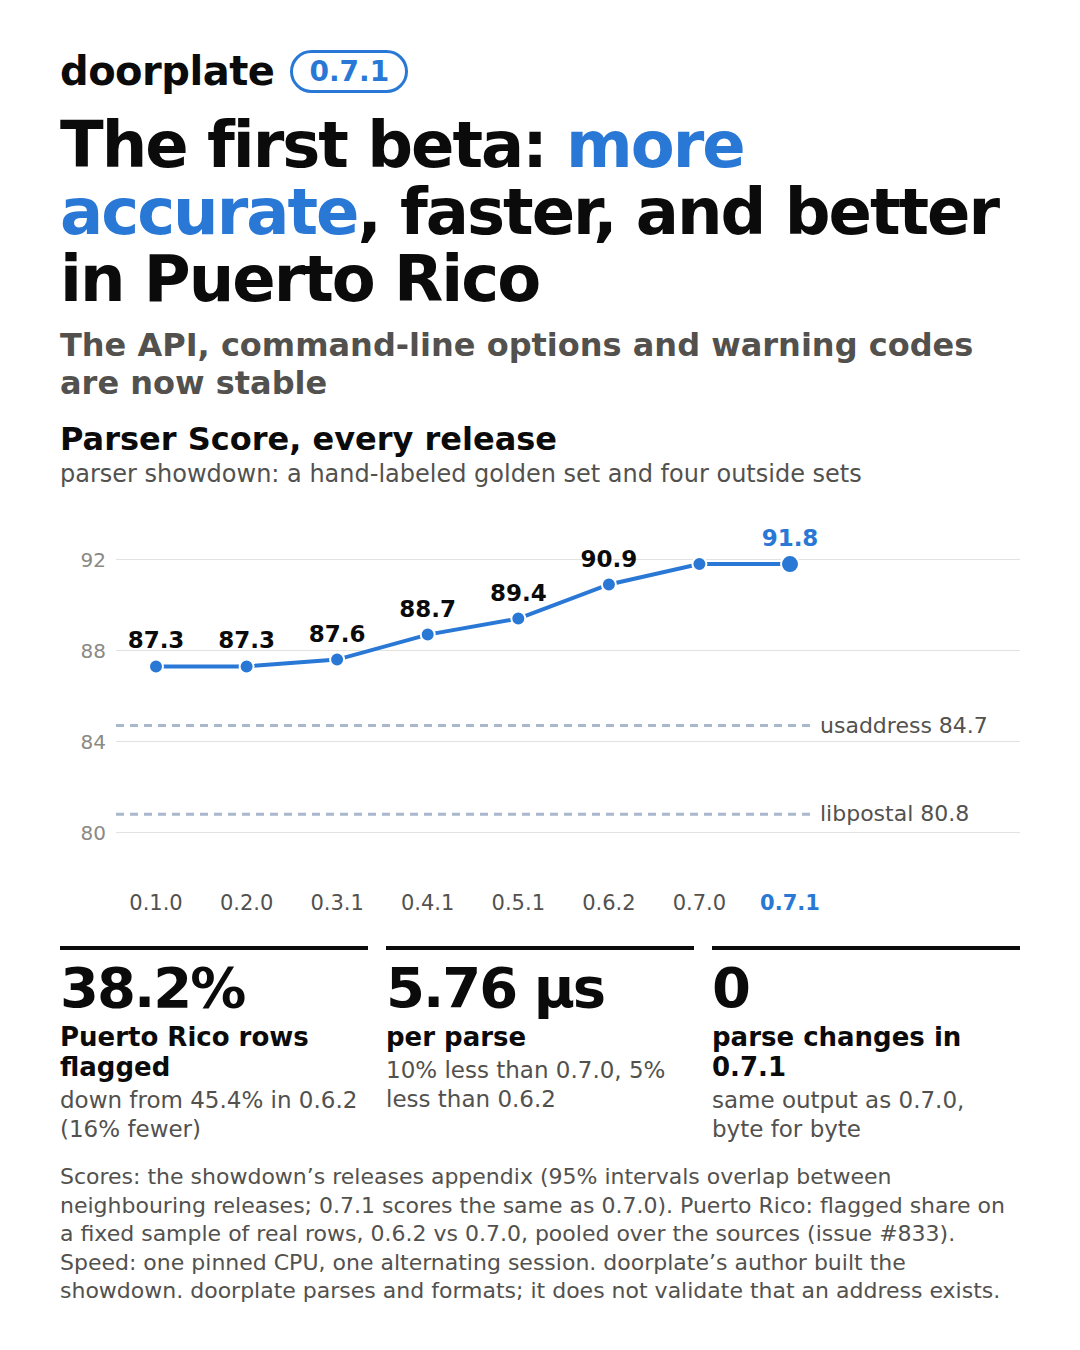 doorplate 0.7.1
The first beta: more
accurate, faster, and better
in Puerto Rico
The API, command-line options and warning codes
are now stable
Parser Score, every release
parser showdown: a hand-labeled golden set and four outside sets
92
88
84
80
87.3
87.3
87.6
88.7
89.4
90.9
91.8
usaddress 84.7
libpostal 80.8
0.1.0 0.2.0 0.3.1 0.4.1 0.5.1 0.6.2 0.7.0 0.7.1
38.2%
Puerto Rico rows
flagged
down from 45.4% in 0.6.2
(16% fewer)
5.76 µs
per parse
10% less than 0.7.0, 5%
less than 0.6.2
0
parse changes in
0.7.1
same output as 0.7.0,
byte for byte
Scores: the showdown’s releases appendix (95% intervals overlap between
neighbouring releases; 0.7.1 scores the same as 0.7.0). Puerto Rico: flagged share on
a fixed sample of real rows, 0.6.2 vs 0.7.0, pooled over the sources (issue #833).
Speed: one pinned CPU, one alternating session. doorplate’s author built the
showdown. doorplate parses and formats; it does not validate that an address exists.